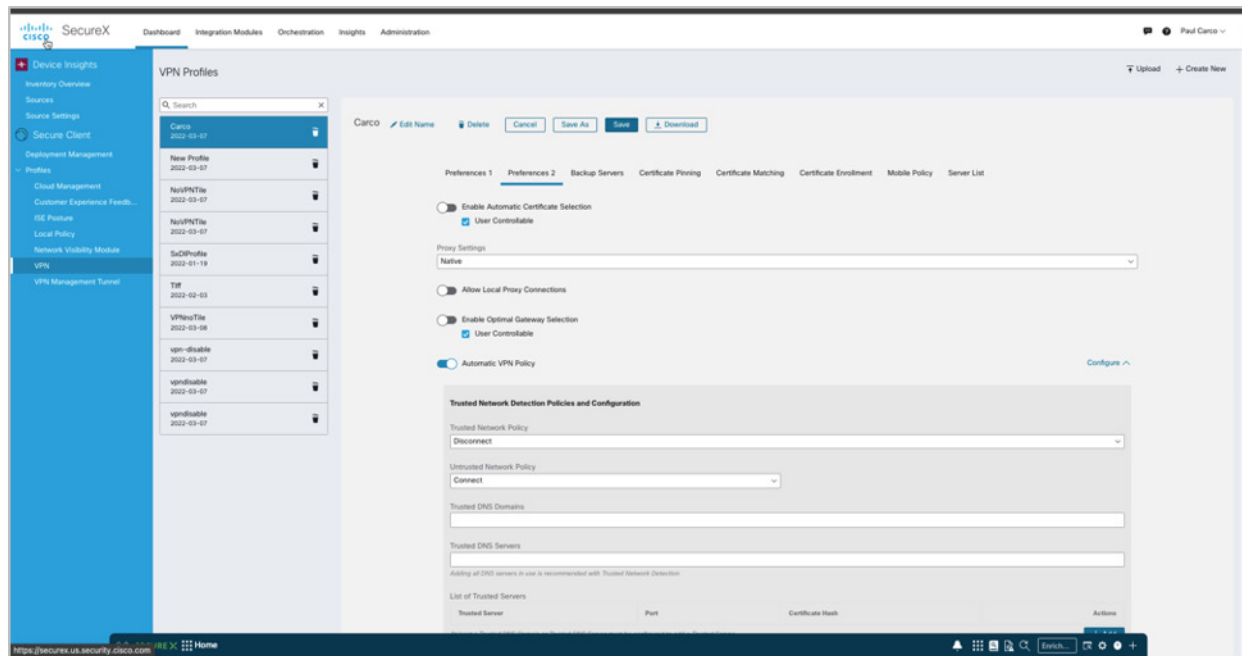 cisco SecureX
Dashboard Integration Modules Orchestration Insights Administration
Paul Carco
Device Insights
Inventory Overview
Sources
Source Settings
Secure Client
Deployment Management
Profiles
Cloud Management
Customer Experience Feedb...
ISE Posture
Local Policy
Network Visibility Module
VPN
VPN Management Tunnel
VPN Profiles
Upload + Create New
Search
Carco
2022-03-07
New Profile
2022-03-07
NoVPNTile
2022-03-07
NoVPNTile
2022-03-07
SxDIProfile
2022-01-19
Tiff
2022-02-03
VPNnoTile
2022-03-08
vpn-disable
2022-03-07
vpndisable
2022-03-07
vpndisable
2022-03-07
Carco Edit Name Delete Cancel Save As Save Download
Preferences 1 Preferences 2 Backup Servers Certificate Pinning Certificate Matching Certificate Enrollment Mobile Policy Server List
Enable Automatic Certificate Selection
User Controllable
Proxy Settings
Native
Allow Local Proxy Connections
Enable Optimal Gateway Selection
User Controllable
Automatic VPN Policy
Configure
Trusted Network Detection Policies and Configuration
Trusted Network Policy
Disconnect
Untrusted Network Policy
Connect
Trusted DNS Domains
Trusted DNS Servers
Adding all DNS servers in use is recommended with Trusted Network Detection
List of Trusted Servers
Trusted Server Port Certificate Hash Actions
https://securex.us.security.cisco.com
Home
Enrich...